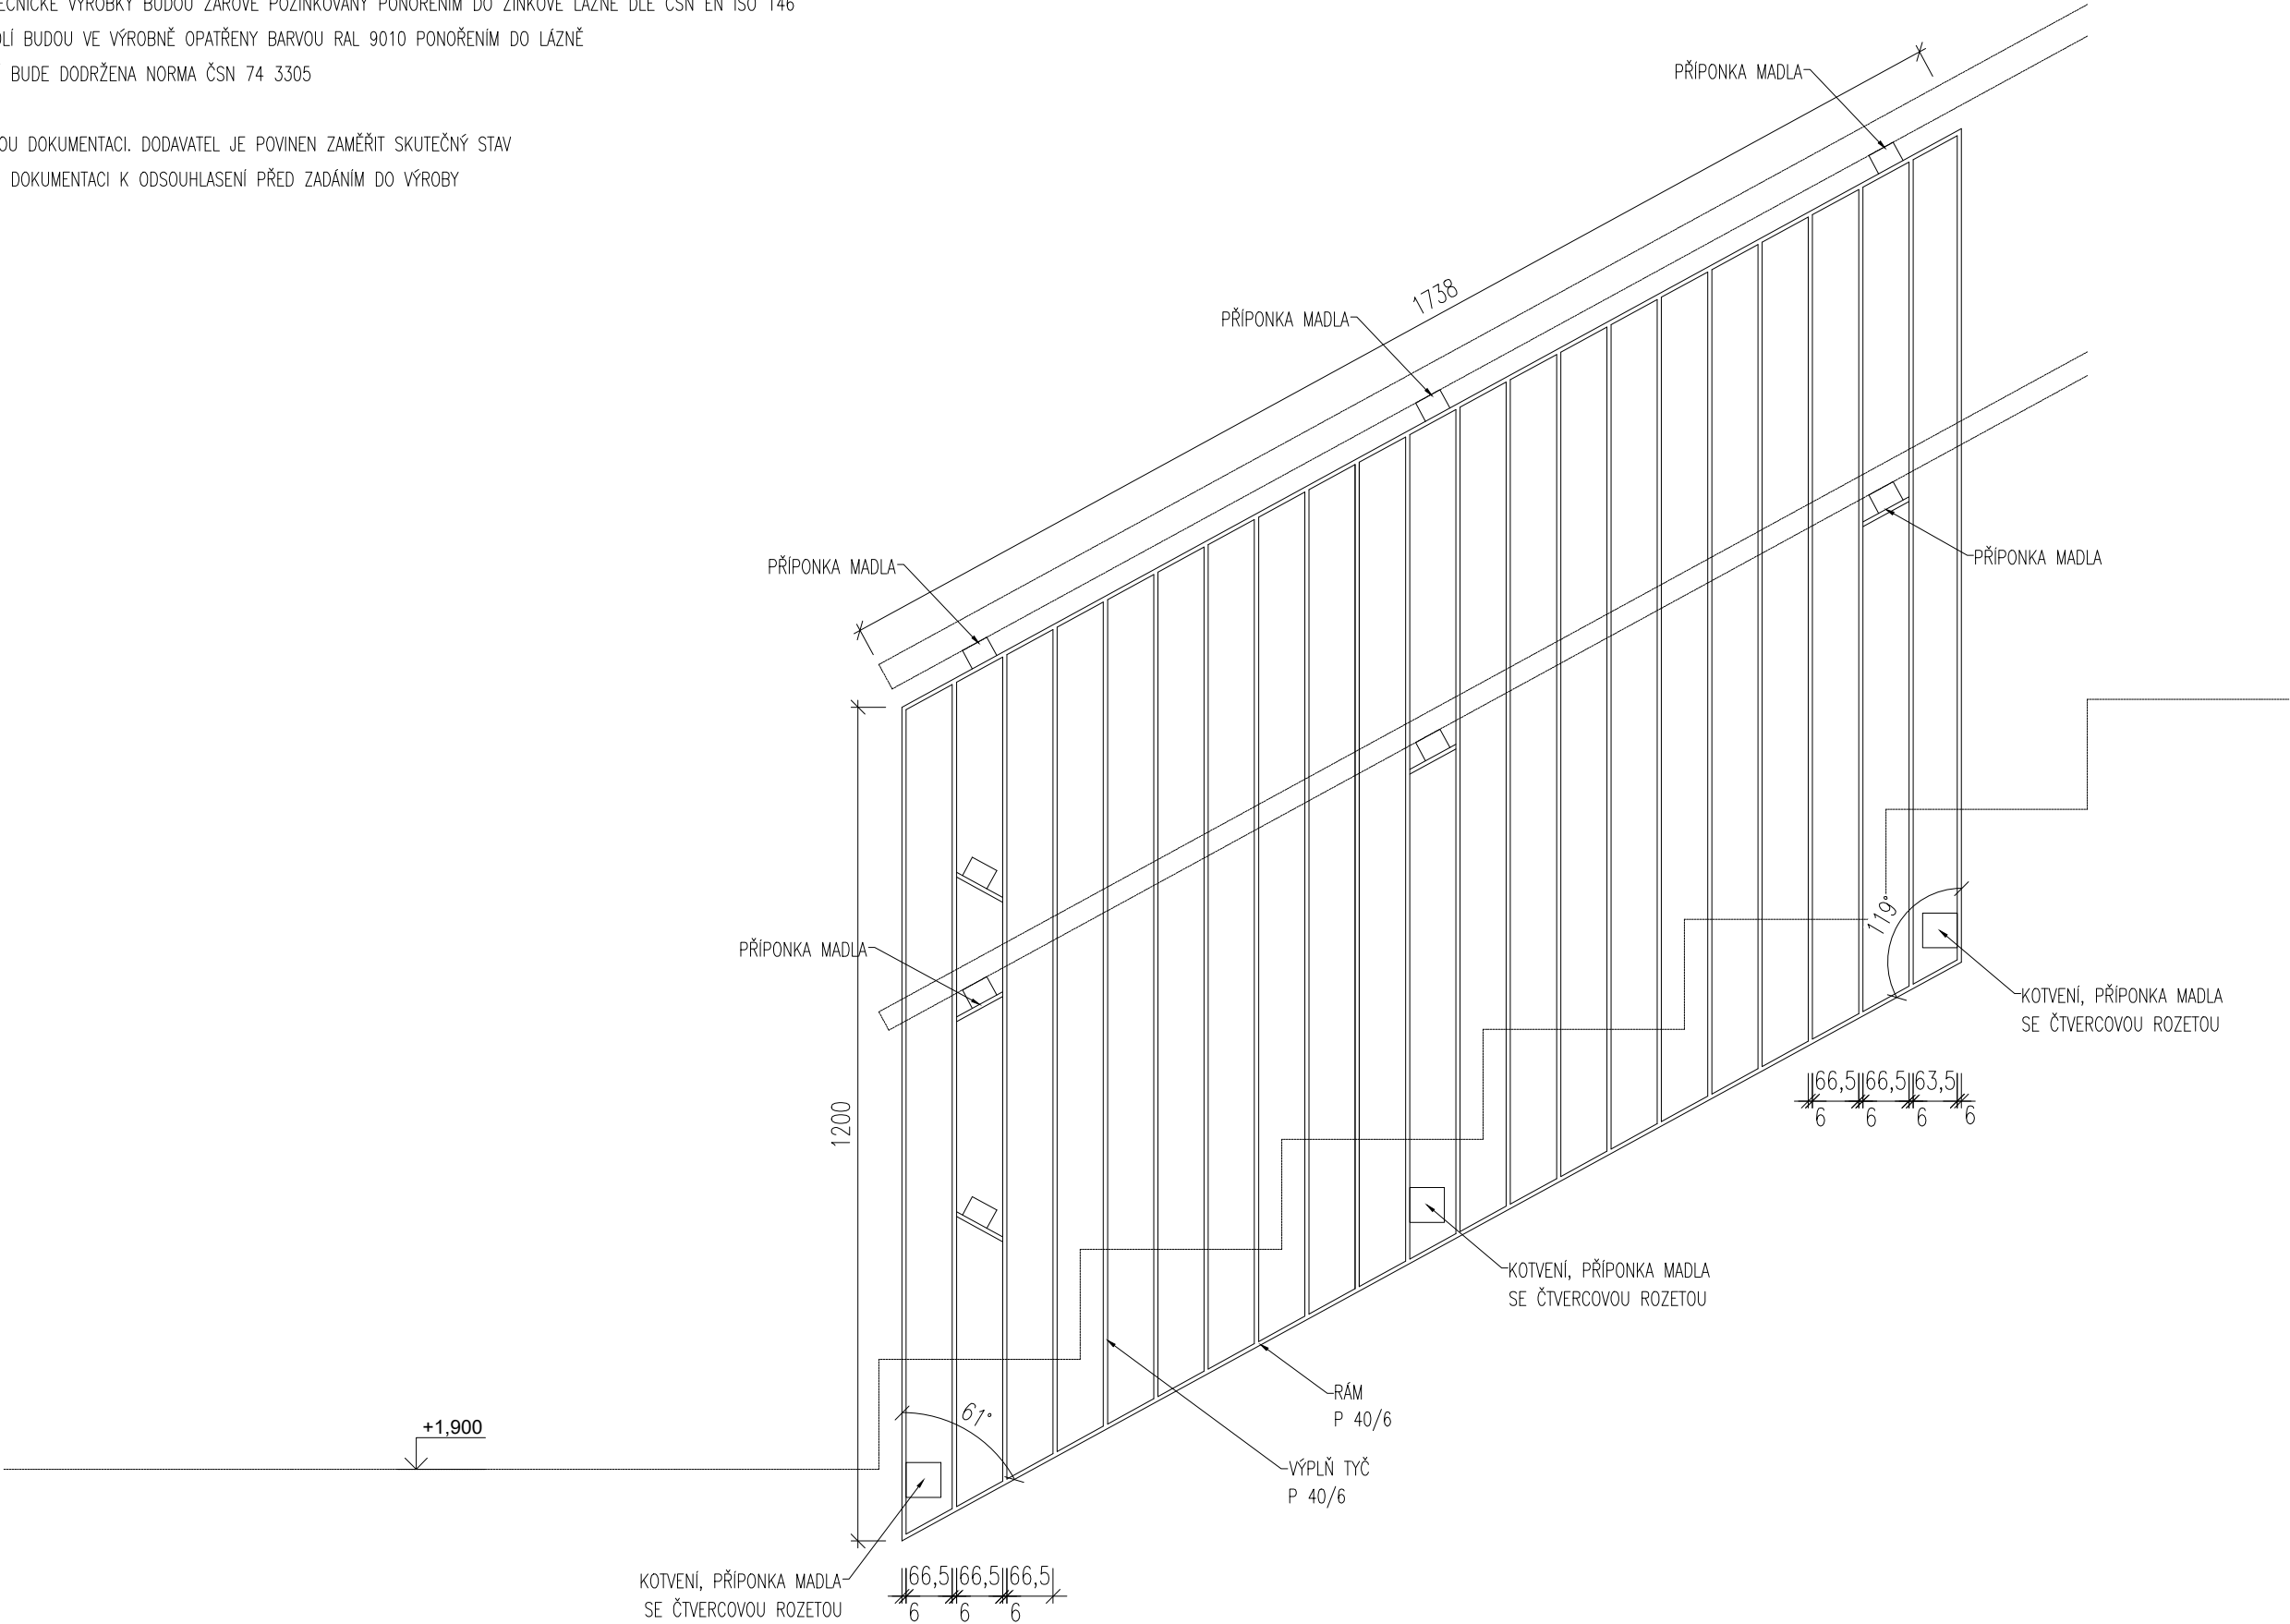 ECNICKÉ VÝROBKY BUDOU ŽÁROVĚ POZINKOVÁNY PONOŘENÍM DO ZINKOVÉ LÁZNĚ DLE ČSN EN ISO 146
OLÍ BUDOU VE VÝROBNĚ OPATŘENY BARVOU RAL 9010 PONOŘENÍM DO LÁZNĚ
BUDE DODRŽENA NORMA ČSN 74 3305
OU DOKUMENTACI. DODAVATEL JE POVINEN ZAMĚŘIT SKUTEČNÝ STAV
DOKUMENTACI K ODSOUHLASENÍ PŘED ZADÁNÍM DO VÝROBY
PŘÍPONKA MADLA
1738
PŘÍPONKA MADLA
PŘÍPONKA MADLA
PŘÍPONKA MADLA
PŘÍPONKA MADLA
119°
KOTVENÍ, PŘÍPONKA MADLA
SE ČTVERCOVOU ROZETOU
66,5 66,5 63,5
6 6 6 6
1200
KOTVENÍ, PŘÍPONKA MADLA
SE ČTVERCOVOU ROZETOU
RÁM
P 40/6
61°
+1,900
VÝPLŇ TYČ
P 40/6
KOTVENÍ, PŘÍPONKA MADLA
SE ČTVERCOVOU ROZETOU
66,5 66,5 66,5
6 6 6